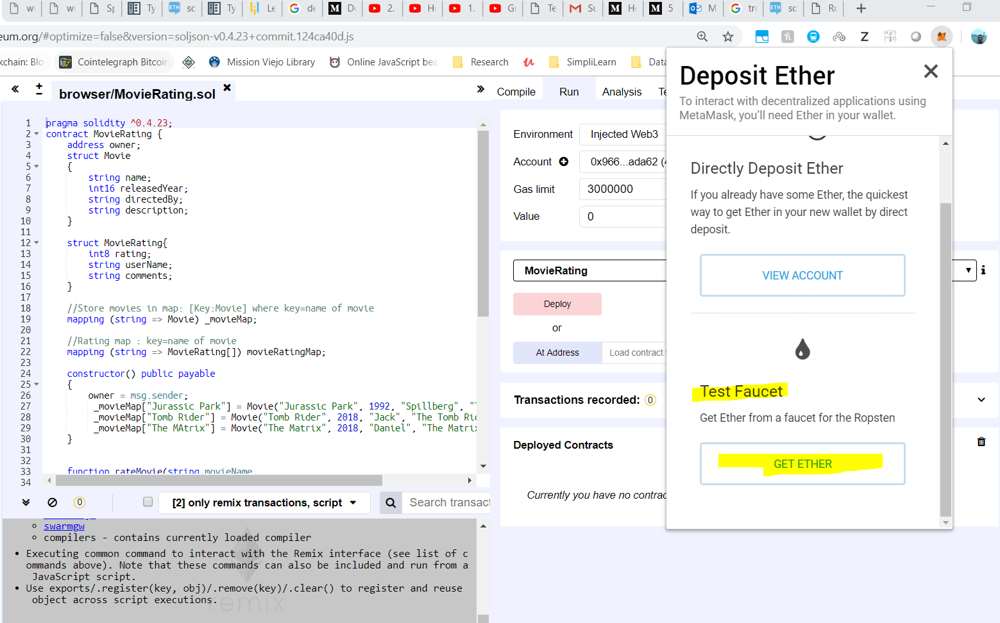 w
w
Sp
Ty
sc
Ty
Le
de
De
2.
Ho
1.
G
Te
Su
Ho
5
M
tr
sc
Ru
eum.org/#optimize=false&version=soljson-v0.4.23+commit.124ca40d.js
Z
kchain: Blo
Cointelegraph Bitcoin
Mission Viejo Library
Online JavaScript bea
Research
SimpliLearn
Data
browser/MovieRating.sol
Compile
Run
Analysis
Te
1 pragma solidity ^0.4.23;
2 contract MovieRating {
3 address owner;
4 struct Movie
5 {
6 string name;
7 int16 releasedYear;
8 string directedBy;
9 string description;
10 }
11
12 struct MovieRating{
13 int8 rating;
14 string userName;
15 string comments;
16 }
17
18 //Store movies in map: [Key:Movie] where key=name of movie
19 mapping (string => Movie) _movieMap;
20
21 //Rating map : key=name of movie
22 mapping (string => MovieRating[]) movieRatingMap;
23
24 constructor() public payable
25 {
26 owner = msg.sender;
27 _movieMap["Jurassic Park"] = Movie("Jurassic Park", 1992, "Spillberg", "
28 _movieMap["Tomb Rider"] = Movie("Tomb Rider", 2018, "Jack", "The Tomb Ri
29 _movieMap["The MAtrix"] = Movie("The Matrix", 2018, "Daniel", "The Matri
30 }
31
32
33 function rateMovie(string movieName
34
0
[2] only remix transactions, script
Search transact
swarmgw
compilers - contains currently loaded compiler
Executing common command to interact with the Remix interface (see list of c
ommands above). Note that these commands can also be included and run from a
JavaScript script.
Use exports/.register(key, obj)/.remove(key)/.clear() to register and reuse
object across script executions.
remix
Environment
Injected Web3
Account
0x966...ada62 (4
Gas limit
3000000
Value
0
MovieRating
Deploy
or
At Address
Load contract f
Transactions recorded: 0
Deployed Contracts
Currently you have no contrac
Deposit Ether
To interact with decentralized applications using
MetaMask, you'll need Ether in your wallet.
Directly Deposit Ether
If you already have some Ether, the quickest
way to get Ether in your new wallet by direct
deposit.
VIEW ACCOUNT
Test Faucet
Get Ether from a faucet for the Ropsten
GET ETHER